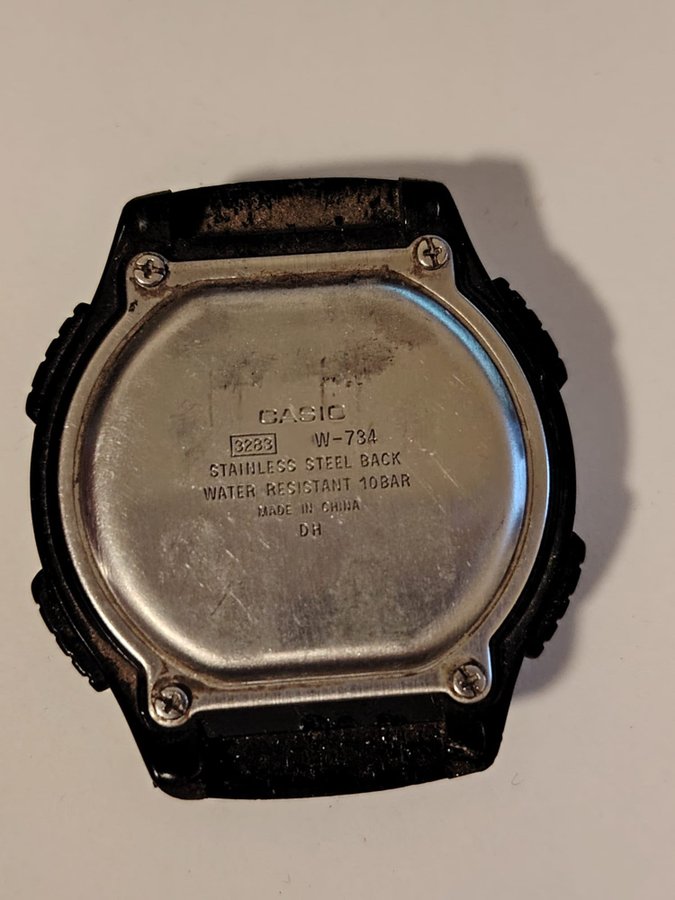 CASIO
3283 W-734
STAINLESS STEEL BACK
WATER RESISTANT 10BAR
MADE IN CHINA
DH